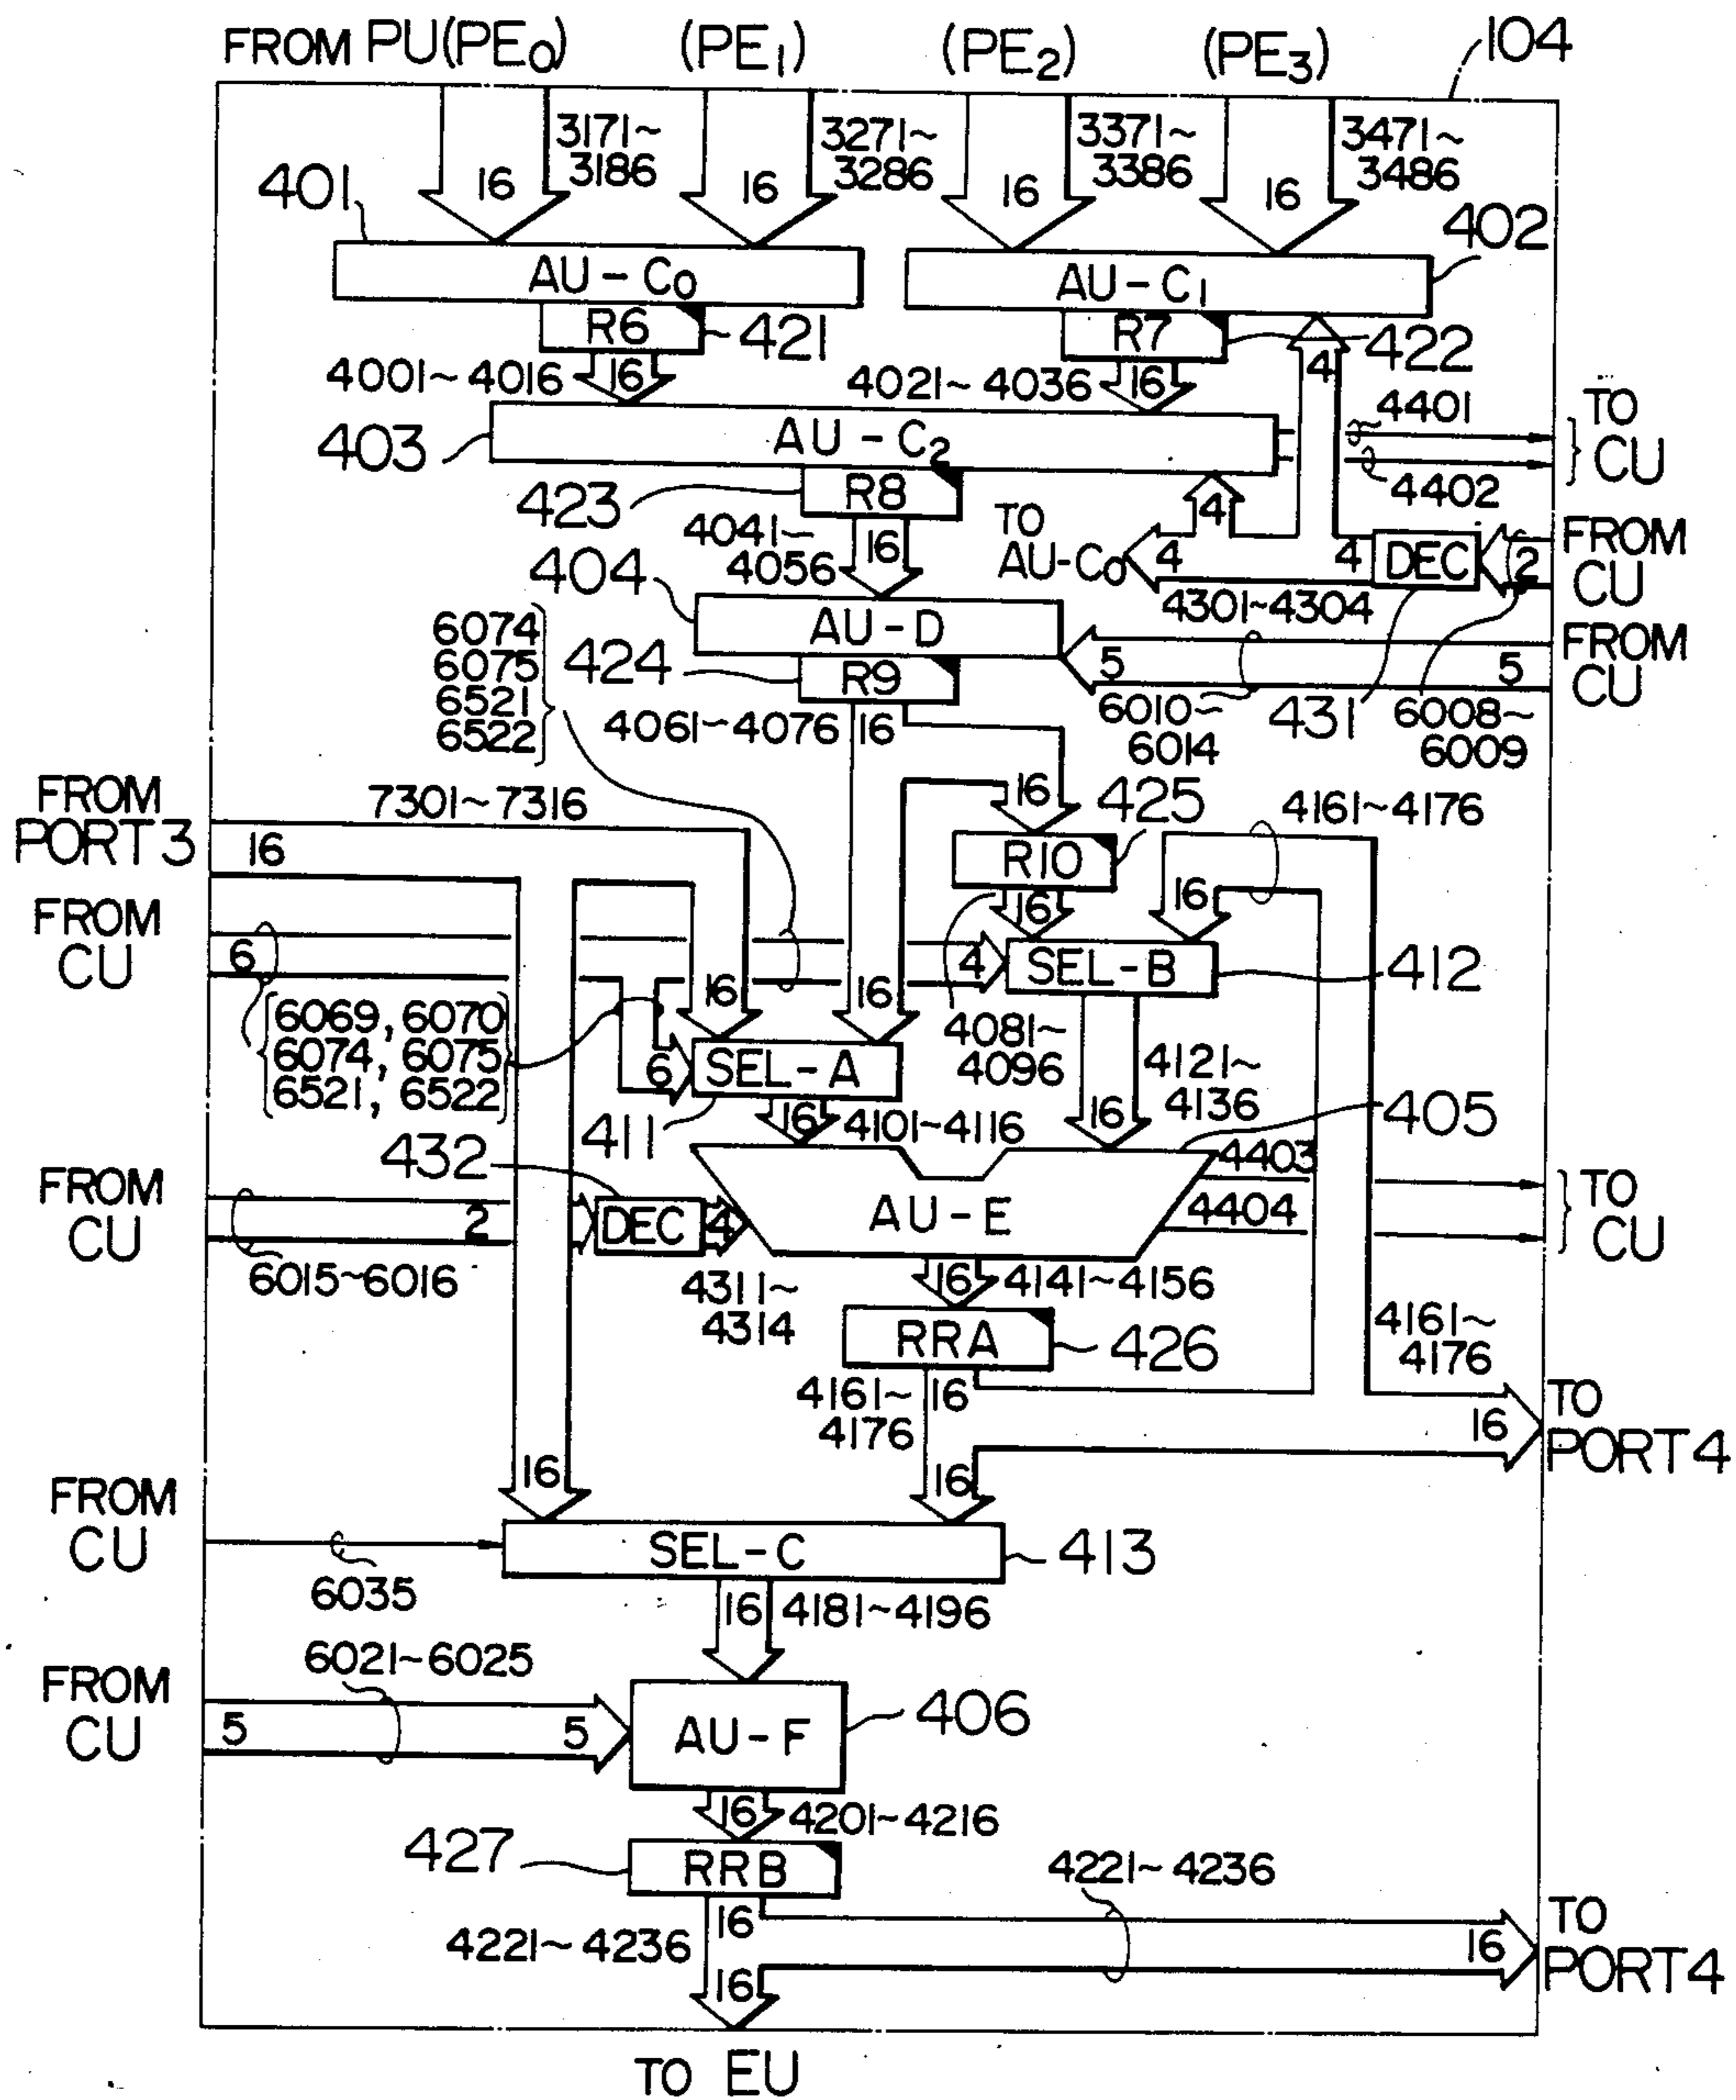 FROM PU(PE0) (PE1) (PE2) (PE3) 104
3171~ 3271~ 3371~ 3471~
3186 3286 3386 3486
16 16 16 16
401 402
AU-C0 AU-C1
R6 421 R7 422
4001~4016 16 4021~4036 16 4
4401 TO
403 AU-C2 CU
4402
423 R8
4041~ 16 TO 4 FROM
4056 AU-C0 4 4 DEC 2 CU
404 4301~4304
6074 AU-D FROM
6075 424 R9 5 5 CU
6521 4061~4076 16 6010~ 431 6008~
6522 6014 6009
FROM 7301~7316 16 425 4161~4176
PORT3 16 R10
FROM 16 16
CU 6 4 SEL-B 412
16 16
6069, 6070 4081~
6074, 6075 6 SEL-A 4096 4121~
6521, 6522 16 4136
411 16 4101~4116 405
432 4403
FROM TO
CU 2 DEC 4 AU-E 4404 CU
6015~6016 4311~ 16 4141~4156
4314 4161~
RRA 426 4176
4161~ 16 TO
4176 16 PORT4
16 16
FROM
CU SEL-C 413
6035 16 4181~4196
6021~6025
FROM
CU 5 5 AU-F 406
16 4201~4216
427 RRB 4221~4236
16 TO
4221~4236 16 PORT4
16
TO EU